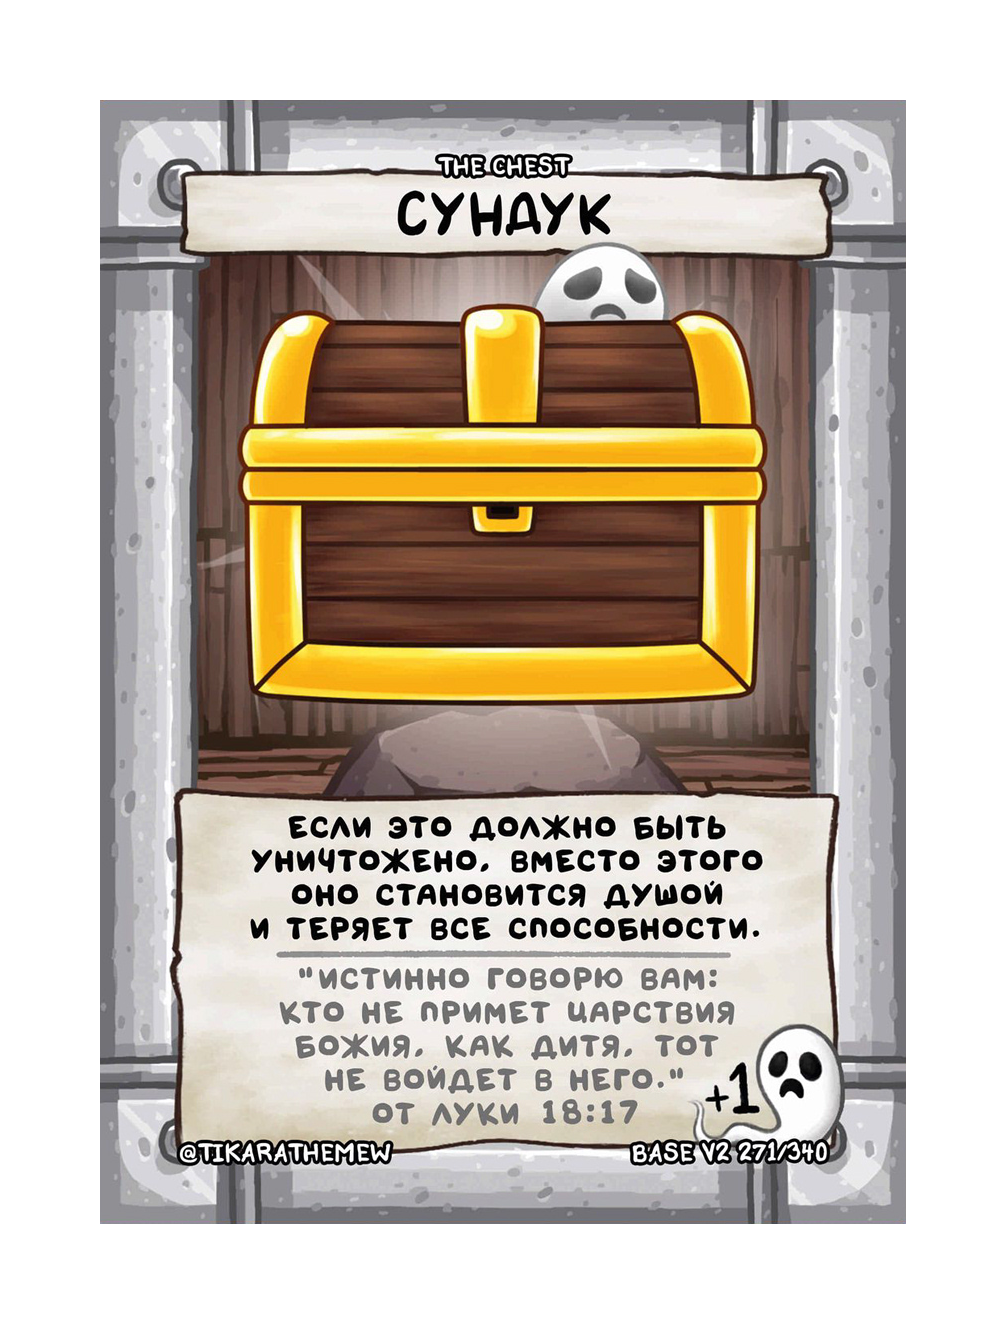 THE CHEST
СУНДУК
ЕСЛИ ЭТО ДОЛЖНО БЫТЬ
УНИЧТОЖЕНО, ВМЕСТО ЭТОГО
ОНО СТАНОВИТСЯ ДУШОЙ
И ТЕРЯЕТ ВСЕ СПОСОБНОСТИ.
"ИСТИННО ГОВОРЮ ВАМ:
КТО НЕ ПРИМЕТ ЦАРСТВИЯ
БОЖИЯ, КАК ДИТЯ, ТОТ
НЕ ВОЙДЕТ В НЕГО."
ОТ ЛУКИ 18:17
+1
@TIKARATHEMEW
BASE V2 271/340